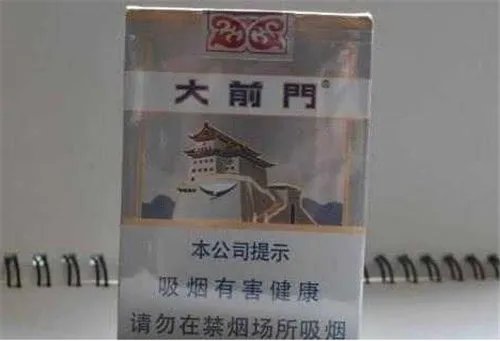 大前門®
本公司提示
吸烟有害健康
请勿在禁烟场所吸烟